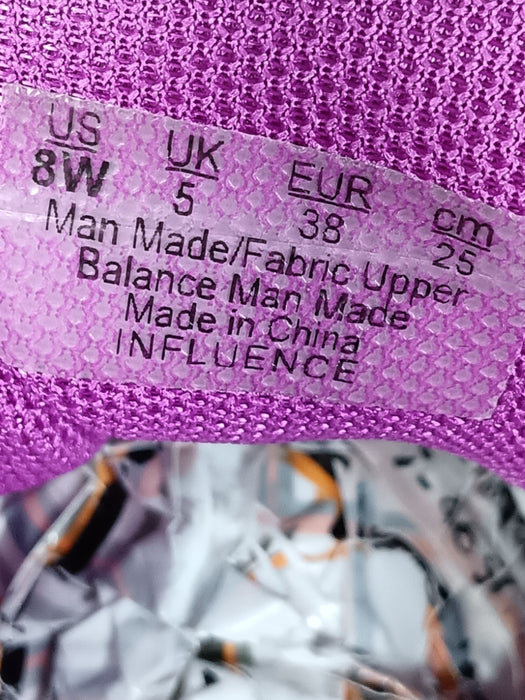 US UK EUR cm
8W 5 38 25
Man Made/Fabric Upper
Balance Man Made
Made in China
INFLUENCE